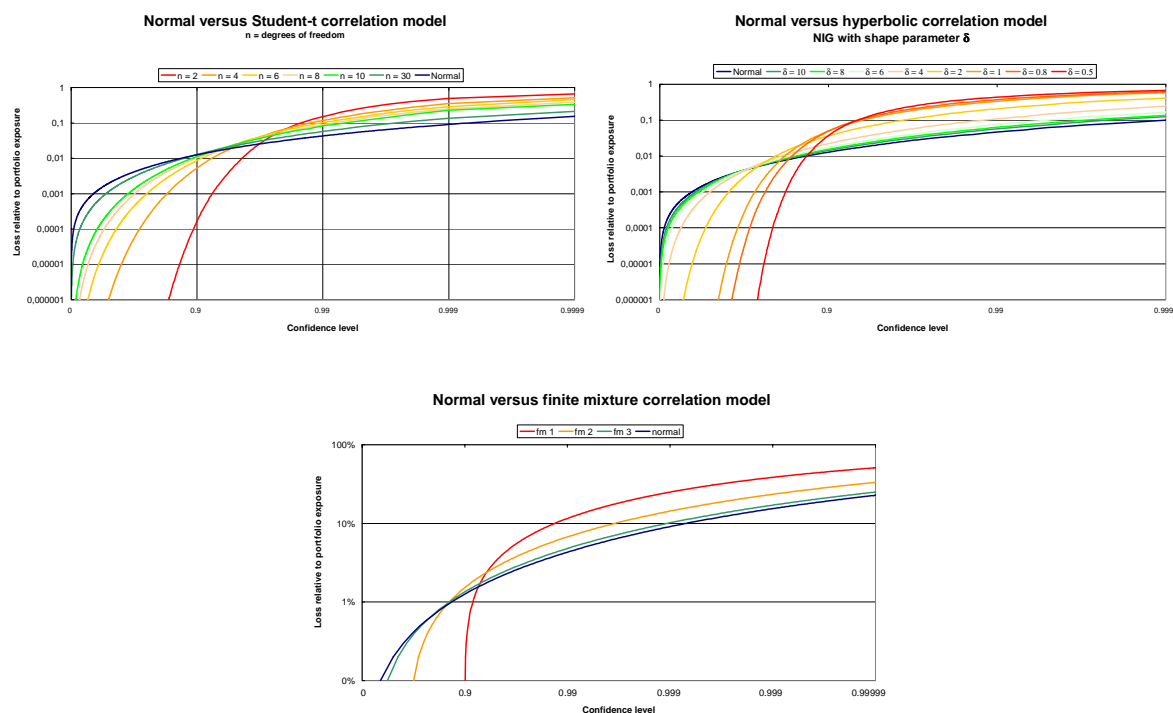 Normal versus Student-t correlation model
n = degrees of freedom
n = 2 n = 4 n = 6 n = 8 n = 10 n = 30 Normal
1
0,1
0,01
0,001
0,0001
0,00001
0,000001
Loss relative to portfolio exposure
0 0.9 0.99 0.999 0.9999
Confidence level
Normal versus hyperbolic correlation model
NIG with shape parameter δ
Normal δ = 10 δ = 8 δ = 6 δ = 4 δ = 2 δ = 1 δ = 0.8 δ = 0.5
1
0,1
0,01
0,001
0,0001
0,00001
0,000001
Loss relative to portfolio exposure
0 0.9 0.99 0.999
Confidence level
Normal versus finite mixture correlation model
fm 1 fm 2 fm 3 normal
100%
10%
1%
0%
Loss relative to portfolio exposure
0 0.9 0.99 0.999 0.999 0.99999
Confidence level